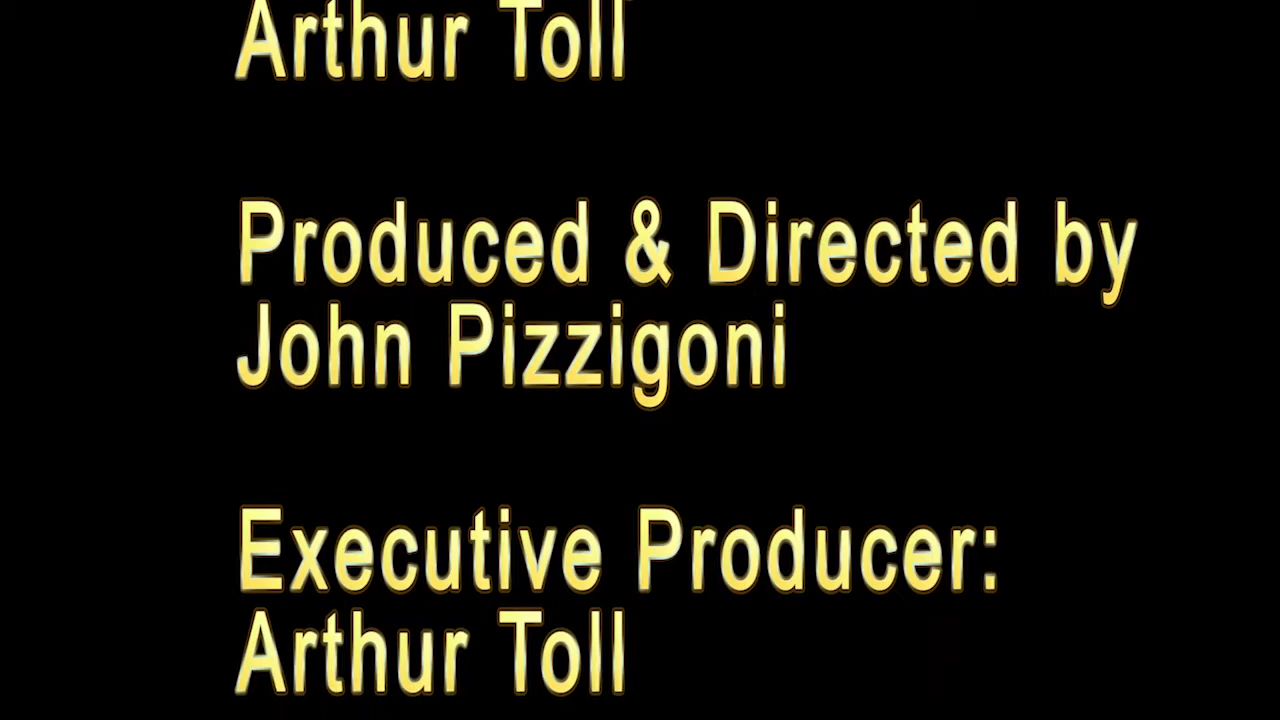 Arthur Toll
Produced & Directed by
John Pizzigoni
Executive Producer:
Arthur Toll